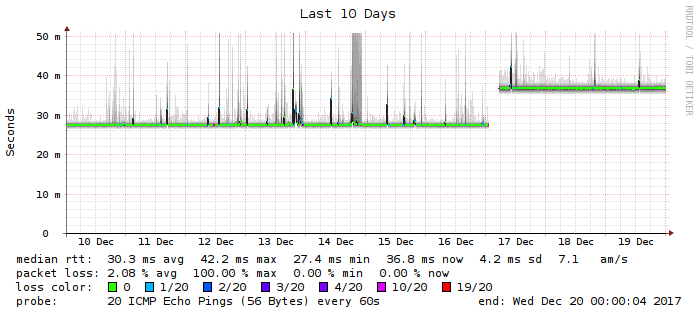 Last 10 Days
RRDTOOL / TOBI OETIKER
Seconds
50 m
40 m
30 m
20 m
10 m
0
10 Dec 11 Dec 12 Dec 13 Dec 14 Dec 15 Dec 16 Dec 17 Dec 18 Dec 19 Dec
median rtt: 30.3 ms avg 42.2 ms max 27.4 ms min 36.8 ms now 4.2 ms sd 7.1 am/s
packet loss: 2.08 % avg 100.00 % max 0.00 % min 0.00 % now
loss color: 0 1/20 2/20 3/20 4/20 10/20 19/20
probe: 20 ICMP Echo Pings (56 Bytes) every 60s end: Wed Dec 20 00:00:04 2017